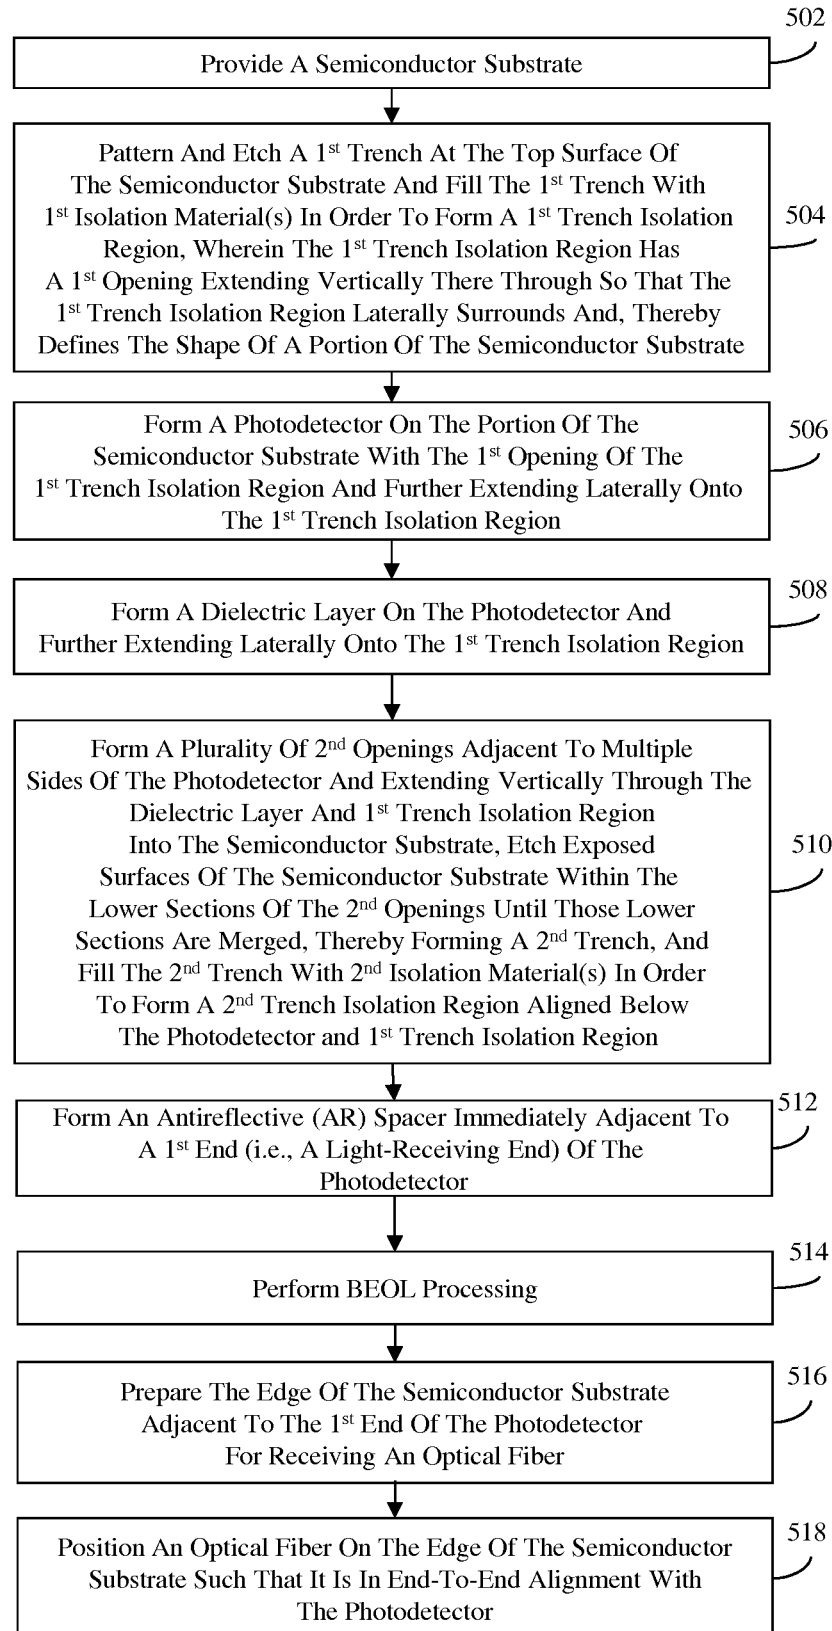 502
Provide A Semiconductor Substrate
Pattern And Etch A 1st Trench At The Top Surface Of
The Semiconductor Substrate And Fill The 1st Trench With
1st Isolation Material(s) In Order To Form A 1st Trench Isolation
Region, Wherein The 1st Trench Isolation Region Has
A 1st Opening Extending Vertically There Through So That The
1st Trench Isolation Region Laterally Surrounds And, Thereby
Defines The Shape Of A Portion Of The Semiconductor Substrate
504
Form A Photodetector On The Portion Of The
Semiconductor Substrate With The 1st Opening Of The
1st Trench Isolation Region And Further Extending Laterally Onto
The 1st Trench Isolation Region
506
Form A Dielectric Layer On The Photodetector And
Further Extending Laterally Onto The 1st Trench Isolation Region
508
Form A Plurality Of 2nd Openings Adjacent To Multiple
Sides Of The Photodetector And Extending Vertically Through The
Dielectric Layer And 1st Trench Isolation Region
Into The Semiconductor Substrate, Etch Exposed
Surfaces Of The Semiconductor Substrate Within The
Lower Sections Of The 2nd Openings Until Those Lower
Sections Are Merged, Thereby Forming A 2nd Trench, And
Fill The 2nd Trench With 2nd Isolation Material(s) In Order
To Form A 2nd Trench Isolation Region Aligned Below
The Photodetector and 1st Trench Isolation Region
510
Form An Antireflective (AR) Spacer Immediately Adjacent To
A 1st End (i.e., A Light-Receiving End) Of The
Photodetector
512
Perform BEOL Processing
514
Prepare The Edge Of The Semiconductor Substrate
Adjacent To The 1st End Of The Photodetector
For Receiving An Optical Fiber
516
Position An Optical Fiber On The Edge Of The Semiconductor
Substrate Such That It Is In End-To-End Alignment With
The Photodetector
518